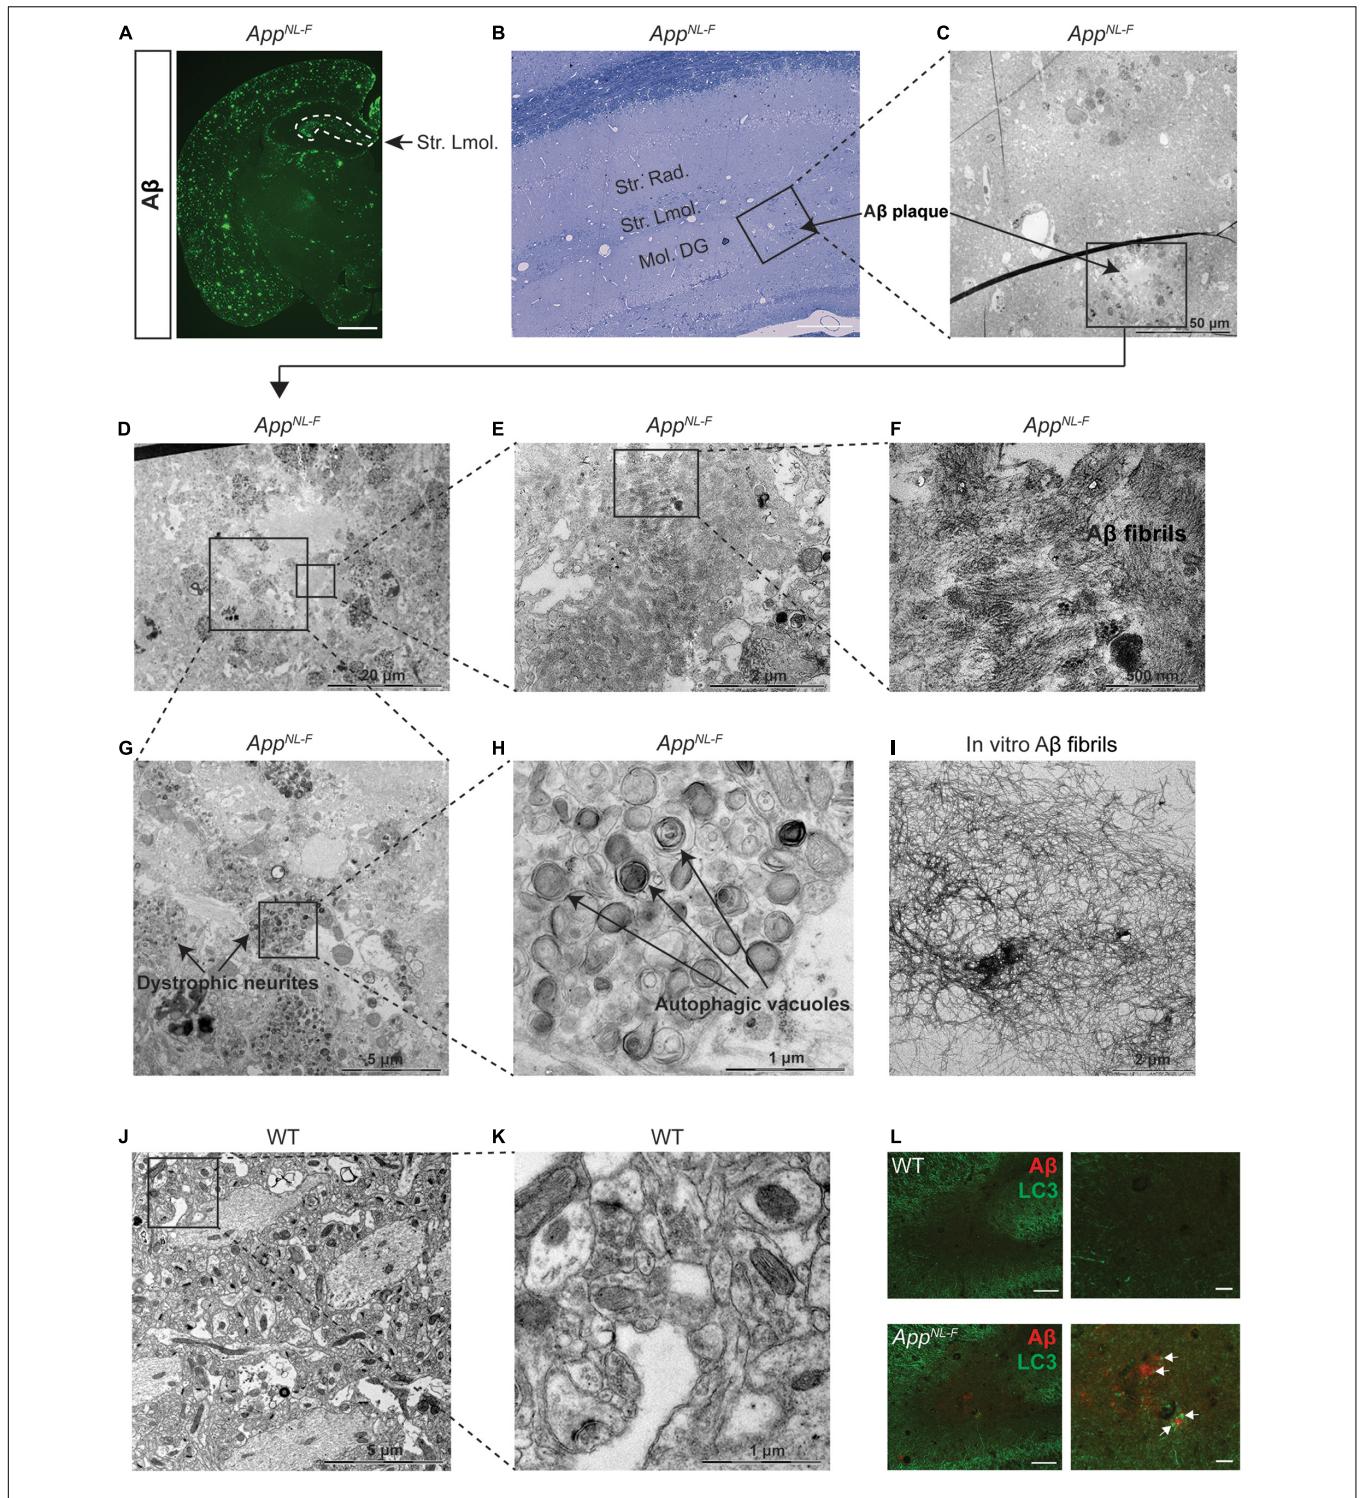 A
App^NL-F
Aβ
Str. Lmol.
B
App^NL-F
Str. Rad.
Str. Lmol.
Mol. DG
Aβ plaque
C
App^NL-F
50 μm
D
App^NL-F
20 μm
E
App^NL-F
2 μm
F
App^NL-F
Aβ fibrils
500 nm
G
App^NL-F
Dystrophic neurites
5 μm
H
App^NL-F
Autophagic vacuoles
1 μm
I
In vitro Aβ fibrils
2 μm
J
WT
5 μm
K
WT
1 μm
L
WT
Aβ
LC3
App^NL-F
Aβ
LC3